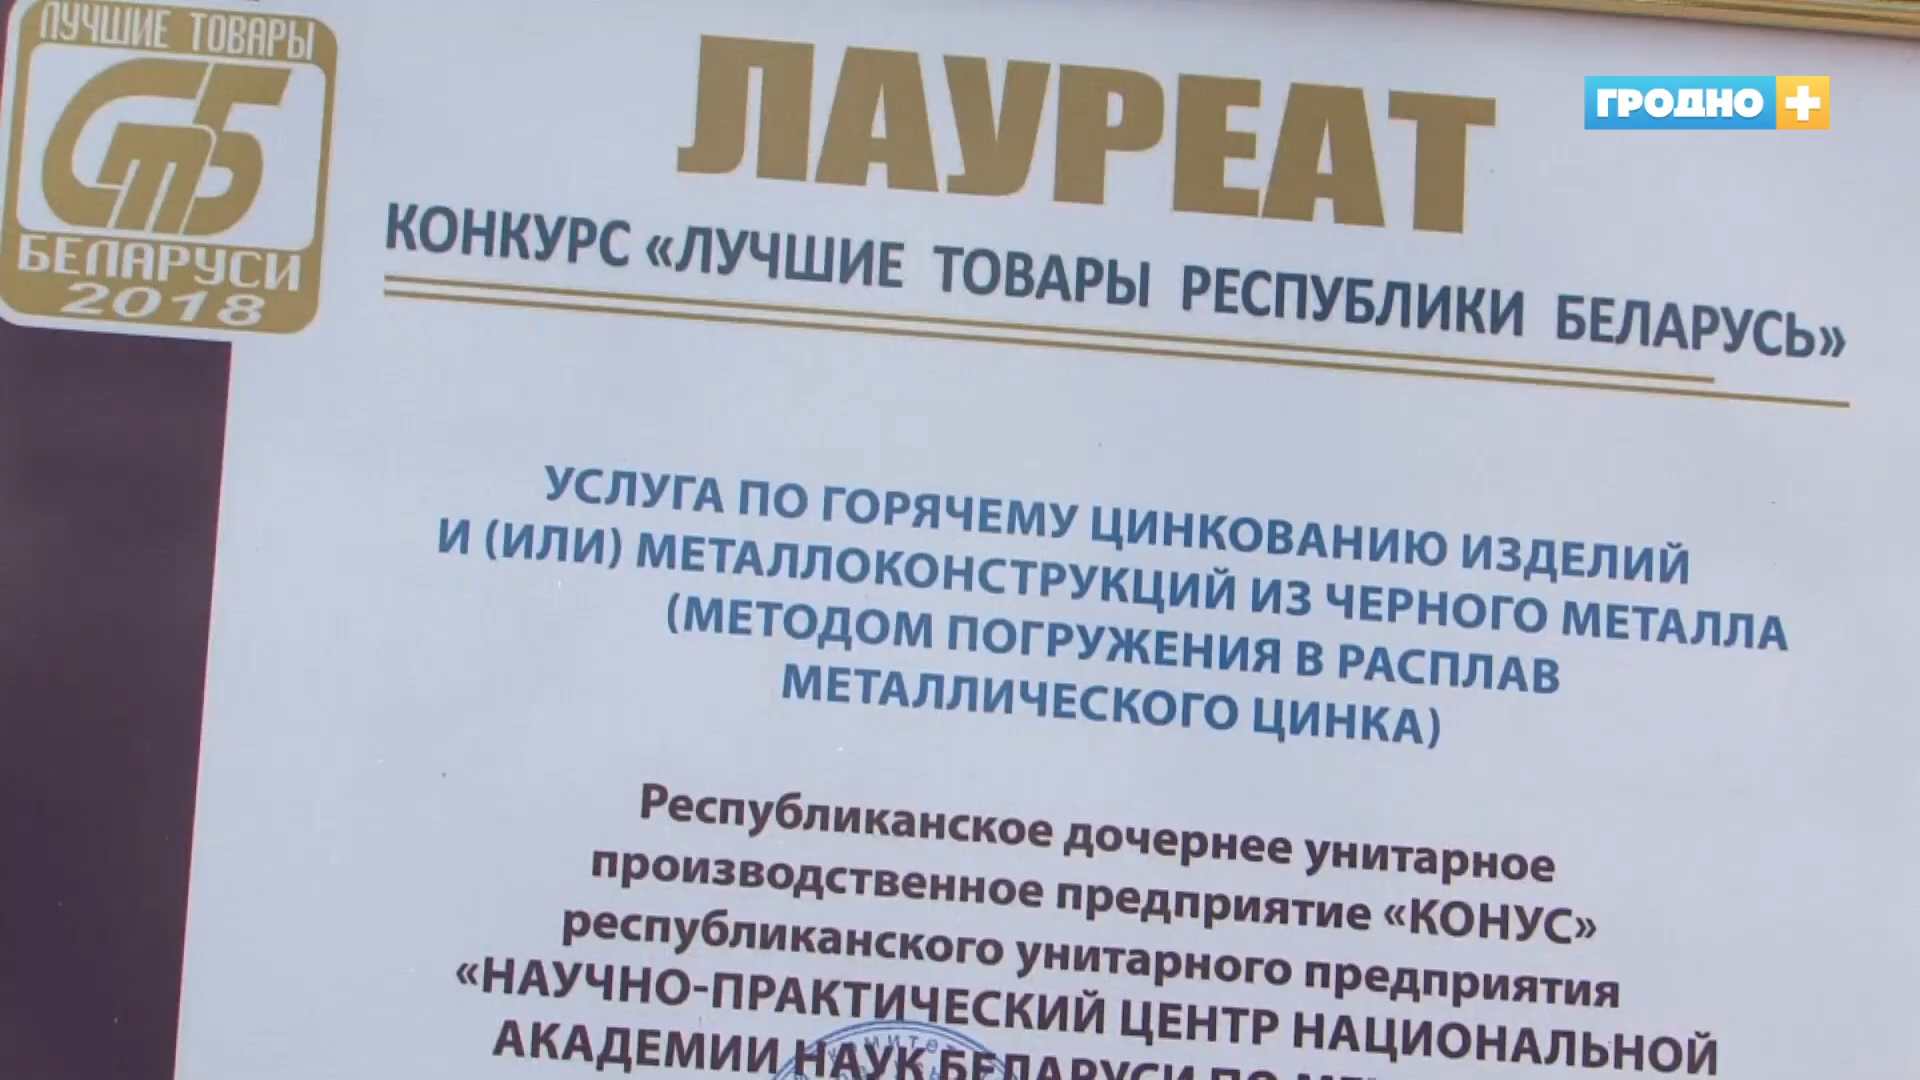 ЛУЧШИЕ ТОВАРЫ
СтБ
БЕЛАРУСИ
2018
ГРОДНО +
ЛАУРЕАТ
КОНКУРС «ЛУЧШИЕ ТОВАРЫ РЕСПУБЛИКИ БЕЛАРУСЬ»
УСЛУГА ПО ГОРЯЧЕМУ ЦИНКОВАНИЮ ИЗДЕЛИЙ
И (ИЛИ) МЕТАЛЛОКОНСТРУКЦИЙ ИЗ ЧЕРНОГО МЕТАЛЛА
(МЕТОДОМ ПОГРУЖЕНИЯ В РАСПЛАВ
МЕТАЛЛИЧЕСКОГО ЦИНКА)
Республиканское дочернее унитарное
производственное предприятие «КОНУС»
республиканского унитарного предприятия
«НАУЧНО-ПРАКТИЧЕСКИЙ ЦЕНТР НАЦИОНАЛЬНОЙ
АКАДЕМИИ НАУК БЕЛАРУСИ ПО